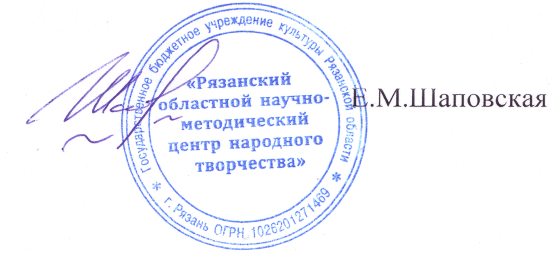 Государственное бюджетное учреждение культуры Рязанской области
«Рязанский
областной научно-
методический
центр народного
творчества»
* г. Рязань ОГРН 1026201271469 *
Е.М.Шаповская